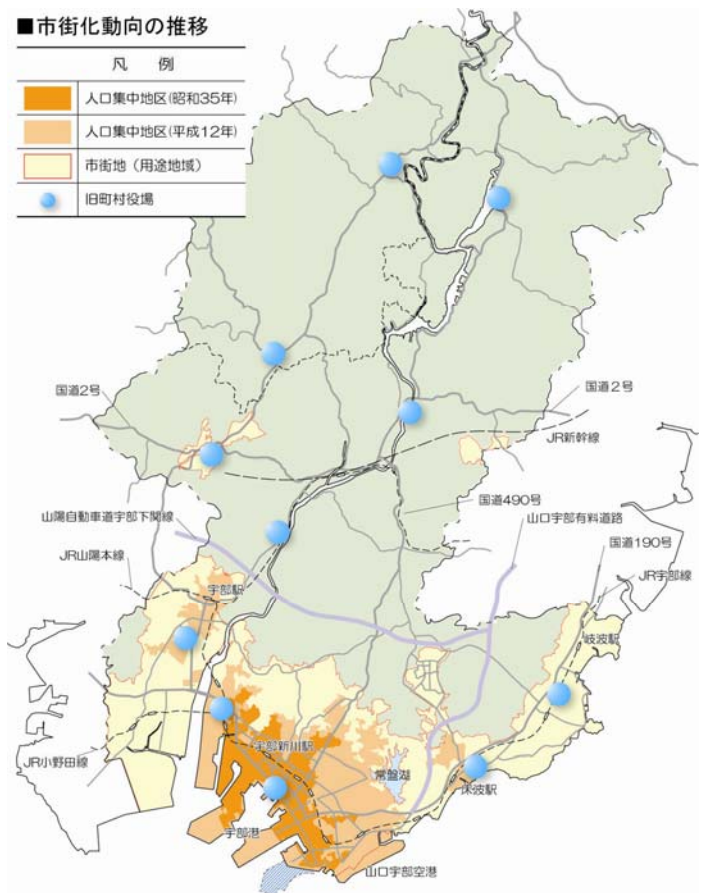 ■市街化動向の推移
凡 例
人口集中地区(昭和35年)
人口集中地区(平成12年)
市街地（用途地域）
旧町村役場
国道2号
国道2号
JR新幹線
国道490号
山陽自動車道宇部下関線
山口宇部有料道路
JR山陽本線
国道190号
宇部駅
JR宇部線
岐波駅
宇部新川駅
JR小野田線
常盤湖
床波駅
宇部港
山口宇部空港